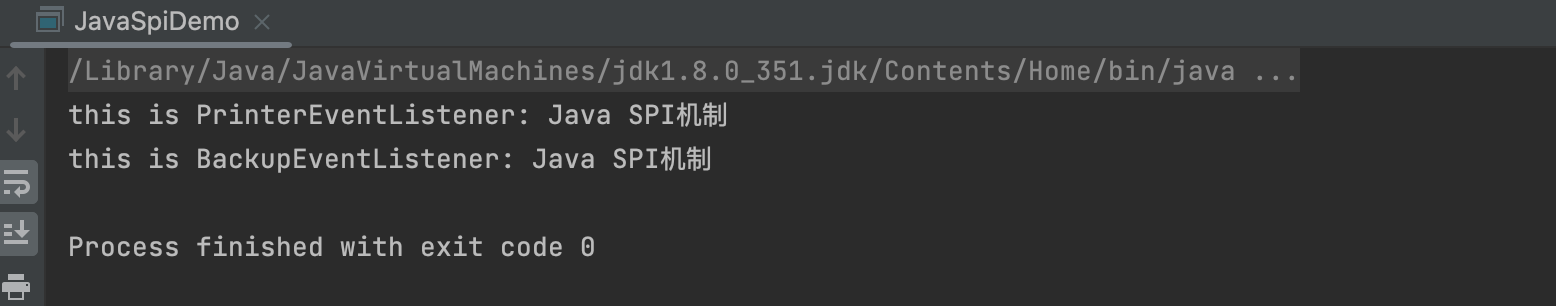 JavaSpiDemo
/Library/Java/JavaVirtualMachines/jdk1.8.0_351.jdk/Contents/Home/bin/java ...
this is PrinterEventListener: Java SPI机制
this is BackupEventListener: Java SPI机制
Process finished with exit code 0